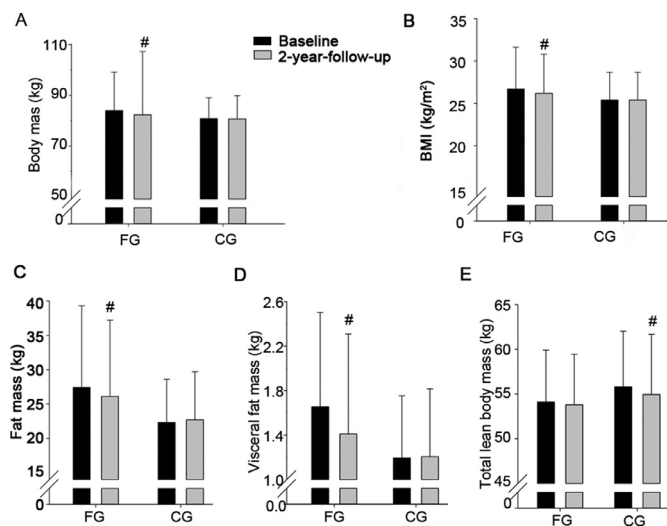 A
110
90
70
50
0
Body mas (kg)
#
FG
CG
Baseline
2-year-follow-up
B
35
30
25
20
15
0
BMI (kg/m²)
#
FG
CG
C
40
35
30
25
20
15
0
Fat mass (kg)
#
FG
CG
D
2.6
2.2
1.8
1.4
1.0
0.0
Visceral fat mass (kg)
#
FG
CG
E
65
60
55
50
45
0
Total lean body mass (kg)
#
FG
CG